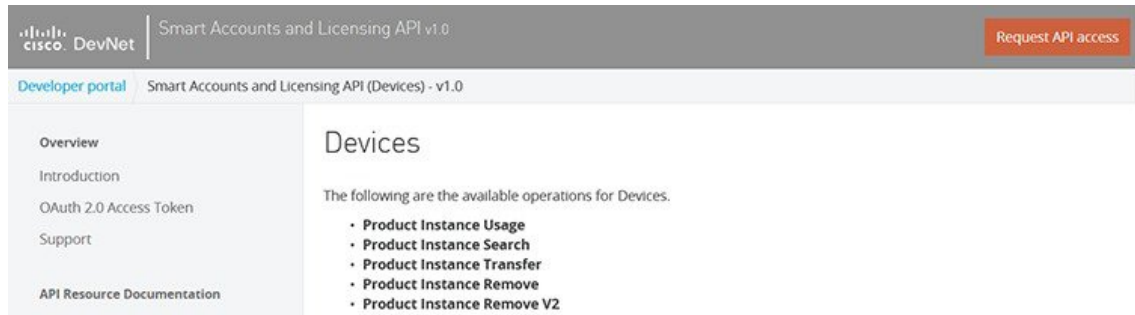 cisco. DevNet
Smart Accounts and Licensing API v1.0
Request API access
Developer portal
Smart Accounts and Licensing API (Devices) - v1.0
Overview
Introduction
OAuth 2.0 Access Token
Support
API Resource Documentation
Devices
The following are the available operations for Devices.
• Product Instance Usage
• Product Instance Search
• Product Instance Transfer
• Product Instance Remove
• Product Instance Remove V2